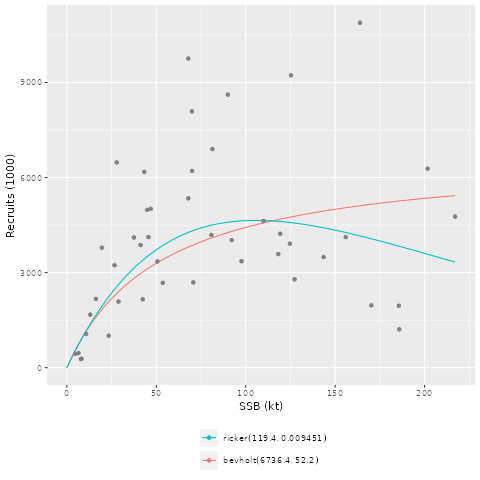 9000
6000
3000
0
Recruits (1000)
0
50
100
150
200
SSB (kt)
ricker(119.4, 0.009451)
bevholt(6736.4, 52.2)